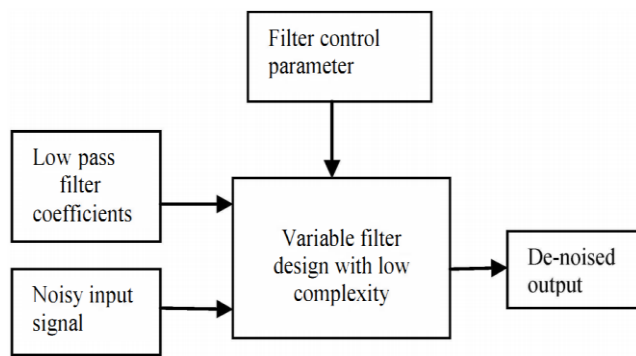 Filter control
parameter
Low pass
filter
coefficients
Variable filter
design with low
complexity
Noisy input
signal
De-noised
output